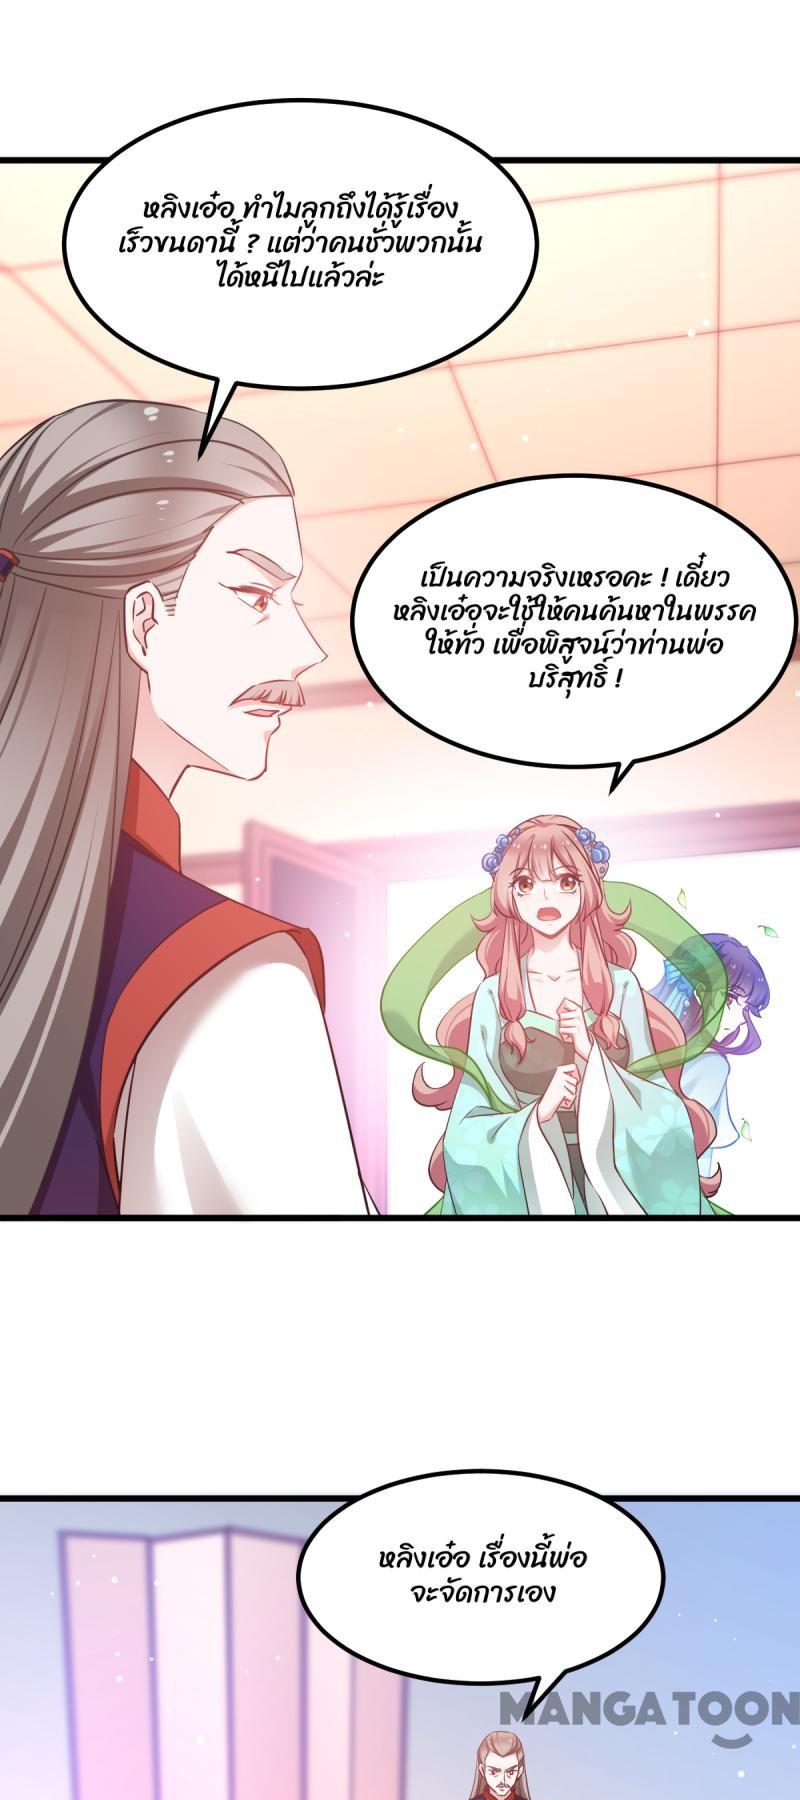 หลิงเอ๋อ ทำไมลูกถึงได้รู้เรื่อง
เร็วขนดานี้ ? แต่ว่าคนชั่วพวกนั้น
ได้หนีไปแล้วล่ะ
เป็นความจริงเหรอคะ ! เดี๋ยว
หลิงเอ๋อจะใช้ให้คนค้นหาในพรรค
ให้ทั่ว เพื่อพิสูจน์ว่าท่านพ่อ
บริสุทธิ์ !
หลิงเอ๋อ เรื่องนี้พ่อ
จะจัดการเอง
MANGATOON